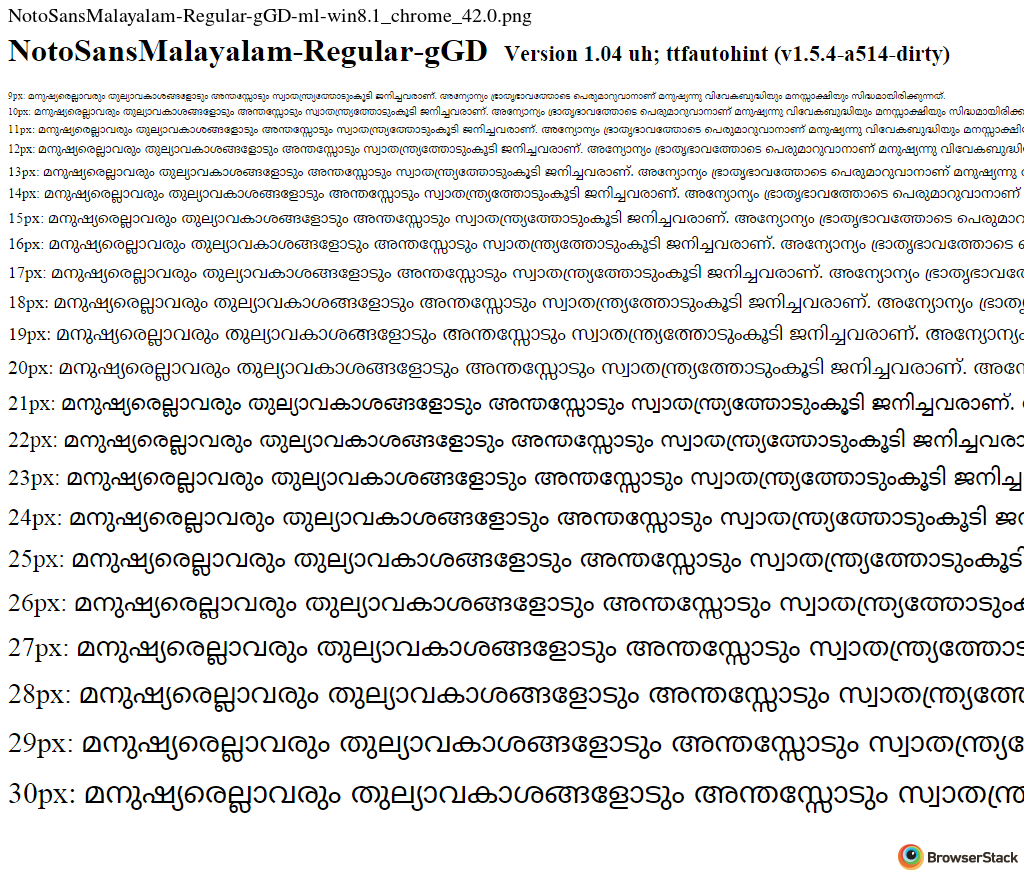 NotoSansMalayalam-Regular-gGD-ml-win8.1_chrome_42.0.png
NotoSansMalayalam-Regular-gGD Version 1.04 uh; ttfautohint (v1.5.4-a514-dirty)
9px: മനുഷ്യരെല്ലാവരും തുല്യാവകാശങ്ങളോടും അന്തസ്സോടും സ്വാതന്ത്ര്യത്തോടുംകൂടി ജനിച്ചവരാണ്. അന്യോന്യം ഭ്രാതൃഭാവത്തോടെ പെരുമാറുവാനാണ് മനുഷ്യന്നു വിവേകബുദ്ധിയും മനസ്സാക്ഷിയും സിദ്ധമായിരിക്കുന്നത്.
10px: മനുഷ്യരെല്ലാവരും തുല്യാവകാശങ്ങളോടും അന്തസ്സോടും സ്വാതന്ത്ര്യത്തോടുംകൂടി ജനിച്ചവരാണ്. അന്യോന്യം ഭ്രാതൃഭാവത്തോടെ പെരുമാറുവാനാണ് മനുഷ്യന്നു വിവേകബുദ്ധിയും മനസ്സാക്ഷിയും
11px: മനുഷ്യരെല്ലാവരും തുല്യാവകാശങ്ങളോടും അന്തസ്സോടും സ്വാതന്ത്ര്യത്തോടുംകൂടി ജനിച്ചവരാണ്. അന്യോന്യം ഭ്രാതൃഭാവത്തോടെ പെരുമാറുവാനാണ് മനുഷ്യന്നു വിവേകബുദ്ധിയും
12px: മനുഷ്യരെല്ലാവരും തുല്യാവകാശങ്ങളോടും അന്തസ്സോടും സ്വാതന്ത്ര്യത്തോടുംകൂടി ജനിച്ചവരാണ്. അന്യോന്യം ഭ്രാതൃഭാവത്തോടെ പെരുമാറുവാനാണ് മനുഷ്യന്നു
13px: മനുഷ്യരെല്ലാവരും തുല്യാവകാശങ്ങളോടും അന്തസ്സോടും സ്വാതന്ത്ര്യത്തോടുംകൂടി ജനിച്ചവരാണ്. അന്യോന്യം ഭ്രാതൃഭാവത്തോടെ പെരുമാറുവാനാണ് മനുഷ്യന്നു
14px: മനുഷ്യരെല്ലാവരും തുല്യാവകാശങ്ങളോടും അന്തസ്സോടും സ്വാതന്ത്ര്യത്തോടുംകൂടി ജനിച്ചവരാണ്. അന്യോന്യം ഭ്രാതൃഭാവത്തോടെ പെരുമാറുവാനാണ്
15px: മനുഷ്യരെല്ലാവരും തുല്യാവകാശങ്ങളോടും അന്തസ്സോടും സ്വാതന്ത്ര്യത്തോടുംകൂടി ജനിച്ചവരാണ്. അന്യോന്യം ഭ്രാതൃഭാവത്തോടെ
16px: മനുഷ്യരെല്ലാവരും തുല്യാവകാശങ്ങളോടും അന്തസ്സോടും സ്വാതന്ത്ര്യത്തോടുംകൂടി ജനിച്ചവരാണ്. അന്യോന്യം ഭ്രാതൃഭാവത്തോടെ
17px: മനുഷ്യരെല്ലാവരും തുല്യാവകാശങ്ങളോടും അന്തസ്സോടും സ്വാതന്ത്ര്യത്തോടുംകൂടി ജനിച്ചവരാണ്. അന്യോന്യം
18px: മനുഷ്യരെല്ലാവരും തുല്യാവകാശങ്ങളോടും അന്തസ്സോടും സ്വാതന്ത്ര്യത്തോടുംകൂടി ജനിച്ചവരാണ്. അന്യോന്യം
19px: മനുഷ്യരെല്ലാവരും തുല്യാവകാശങ്ങളോടും അന്തസ്സോടും സ്വാതന്ത്ര്യത്തോടുംകൂടി ജനിച്ചവരാണ്. അന്യോന്യം
20px: മനുഷ്യരെല്ലാവരും തുല്യാവകാശങ്ങളോടും അന്തസ്സോടും സ്വാതന്ത്ര്യത്തോടുംകൂടി ജനിച്ചവരാണ്.
21px: മനുഷ്യരെല്ലാവരും തുല്യാവകാശങ്ങളോടും അന്തസ്സോടും സ്വാതന്ത്ര്യത്തോടുംകൂടി ജനിച്ചവരാണ്.
22px: മനുഷ്യരെല്ലാവരും തുല്യാവകാശങ്ങളോടും അന്തസ്സോടും സ്വാതന്ത്ര്യത്തോടുംകൂടി ജനിച്ചവരാ
23px: മനുഷ്യരെല്ലാവരും തുല്യാവകാശങ്ങളോടും അന്തസ്സോടും സ്വാതന്ത്ര്യത്തോടുംകൂടി ജനിച്ച
24px: മനുഷ്യരെല്ലാവരും തുല്യാവകാശങ്ങളോടും അന്തസ്സോടും സ്വാതന്ത്ര്യത്തോടുംകൂടി
25px: മനുഷ്യരെല്ലാവരും തുല്യാവകാശങ്ങളോടും അന്തസ്സോടും സ്വാതന്ത്ര്യത്തോടുംകൂടി
26px: മനുഷ്യരെല്ലാവരും തുല്യാവകാശങ്ങളോടും അന്തസ്സോടും സ്വാതന്ത്ര്യത്തോടും
27px: മനുഷ്യരെല്ലാവരും തുല്യാവകാശങ്ങളോടും അന്തസ്സോടും സ്വാതന്ത്ര്യത്തോട
28px: മനുഷ്യരെല്ലാവരും തുല്യാവകാശങ്ങളോടും അന്തസ്സോടും സ്വാതന്ത്ര്യത്തേ
29px: മനുഷ്യരെല്ലാവരും തുല്യാവകാശങ്ങളോടും അന്തസ്സോടും സ്വാതന്ത്ര്യ
30px: മനുഷ്യരെല്ലാവരും തുല്യാവകാശങ്ങളോടും അന്തസ്സോടും സ്വാതന്ത്ര
BrowserStack